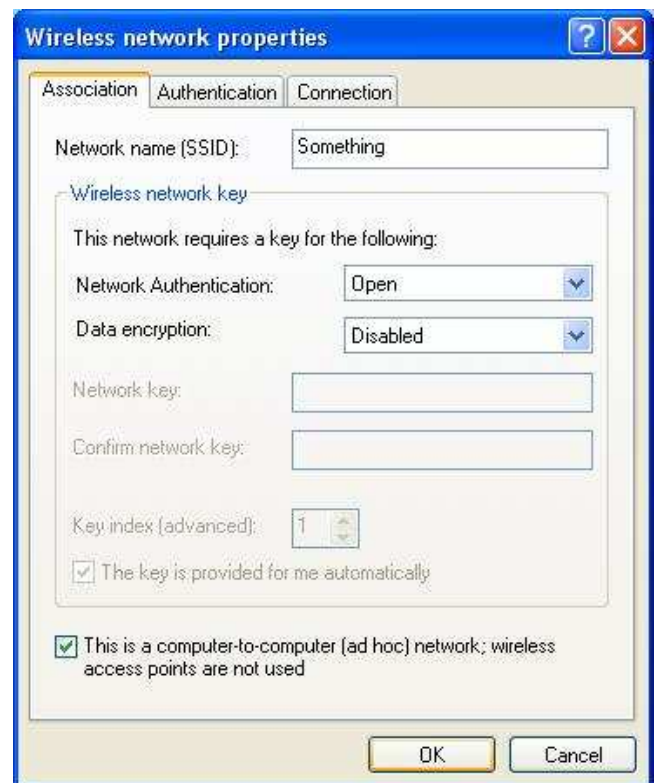 Wireless network properties
Association Authentication Connection
Network name (SSID): Something
Wireless network key
This network requires a key for the following:
Network Authentication: Open
Data encryption: Disabled
Network key:
Confirm network key:
Key index (advanced): 1
The key is provided for me automatically
This is a computer-to-computer (ad hoc) network; wireless
access points are not used
OK Cancel